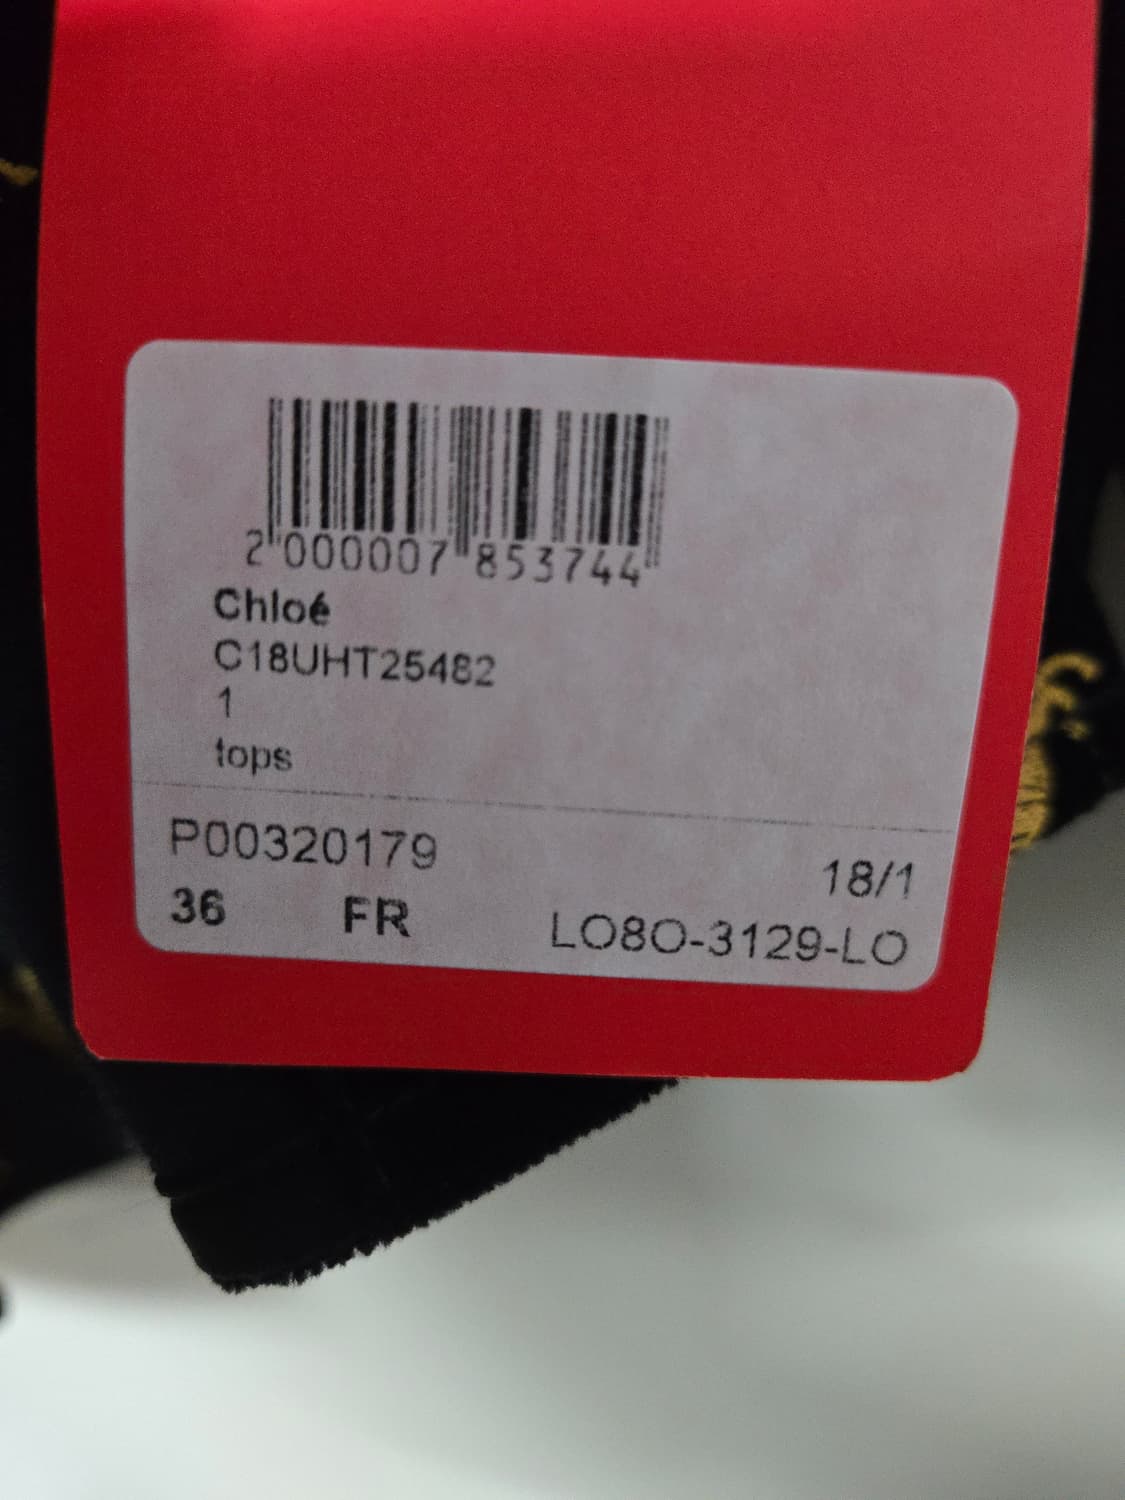 2 000007 853744
Chloé
C18UHT25482
1
tops
P00320179
18/1
36 FR LO8O-3129-LO